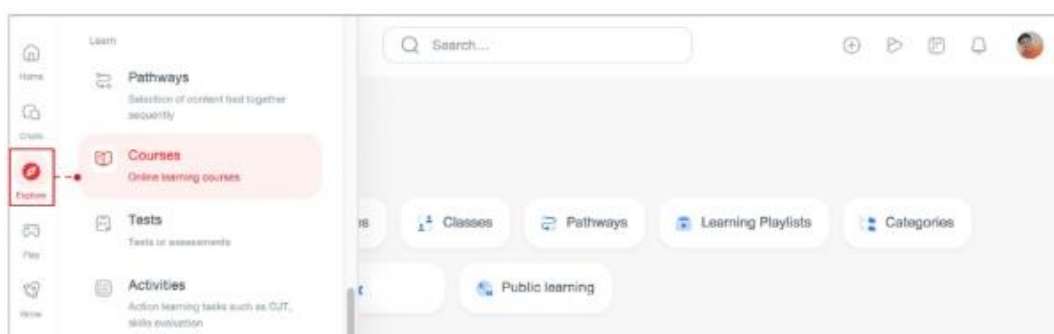 Learn
Search....
Home
Pathways
Selection of content tied together
sequently
Courses
Online learning courses
Explore
Tests
Tests or assessments
Classes
Pathways
Learning Playlists
Categories
Play
Activities
Action learning tasks such as OJT,
skills evaluation
Public learning